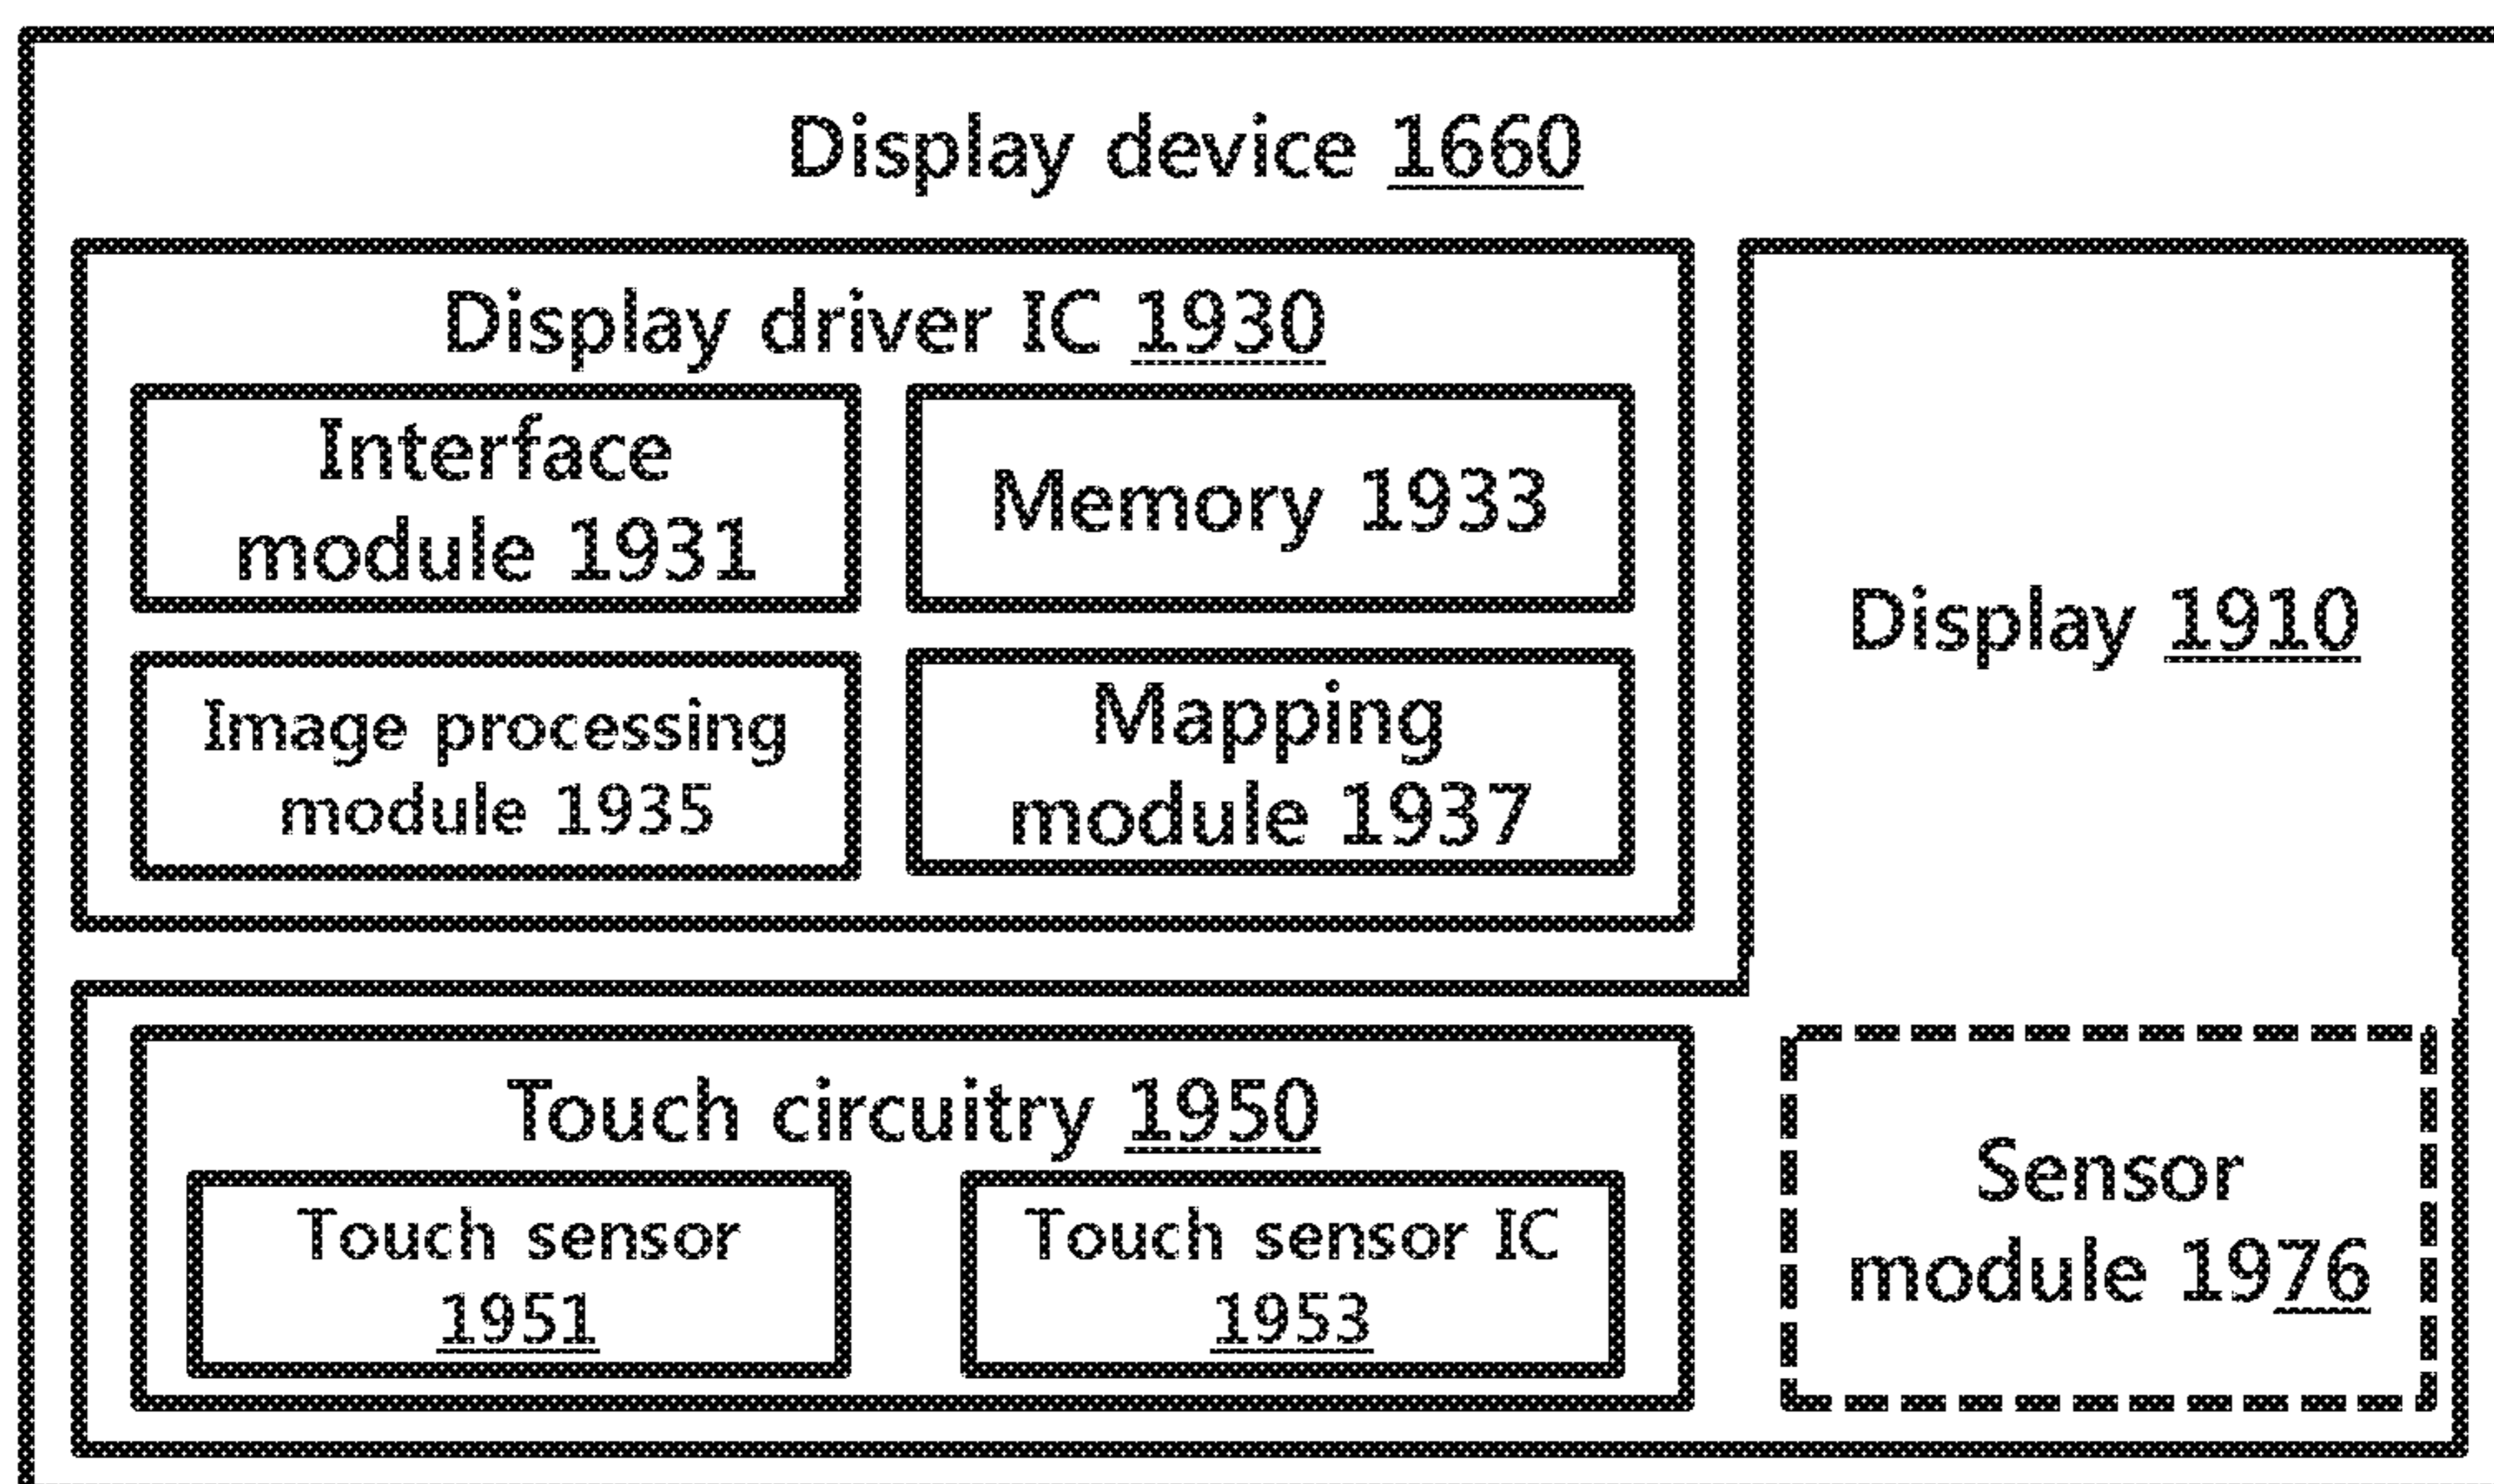 Display device 1660
Display driver IC 1930
Interface
module 1931
Memory 1933
Image processing
module 1935
Mapping
module 1937
Display 1910
Touch circuitry 1950
Touch sensor
1951
Touch sensor IC
1953
Sensor
module 1976